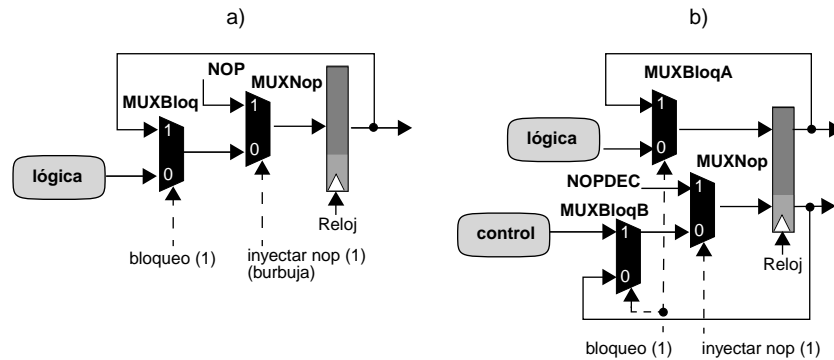 a)
NOP
MUXNop
MUXBloq
1
1
0
0
lógica
Reloj
bloqueo (1)
inyectar nop (1)
(burbuja)
b)
MUXBloqA
1
0
lógica
MUXNop
NOPDEC
1
MUXBloqB
control
1
0
0
Reloj
bloqueo (1)
inyectar nop (1)